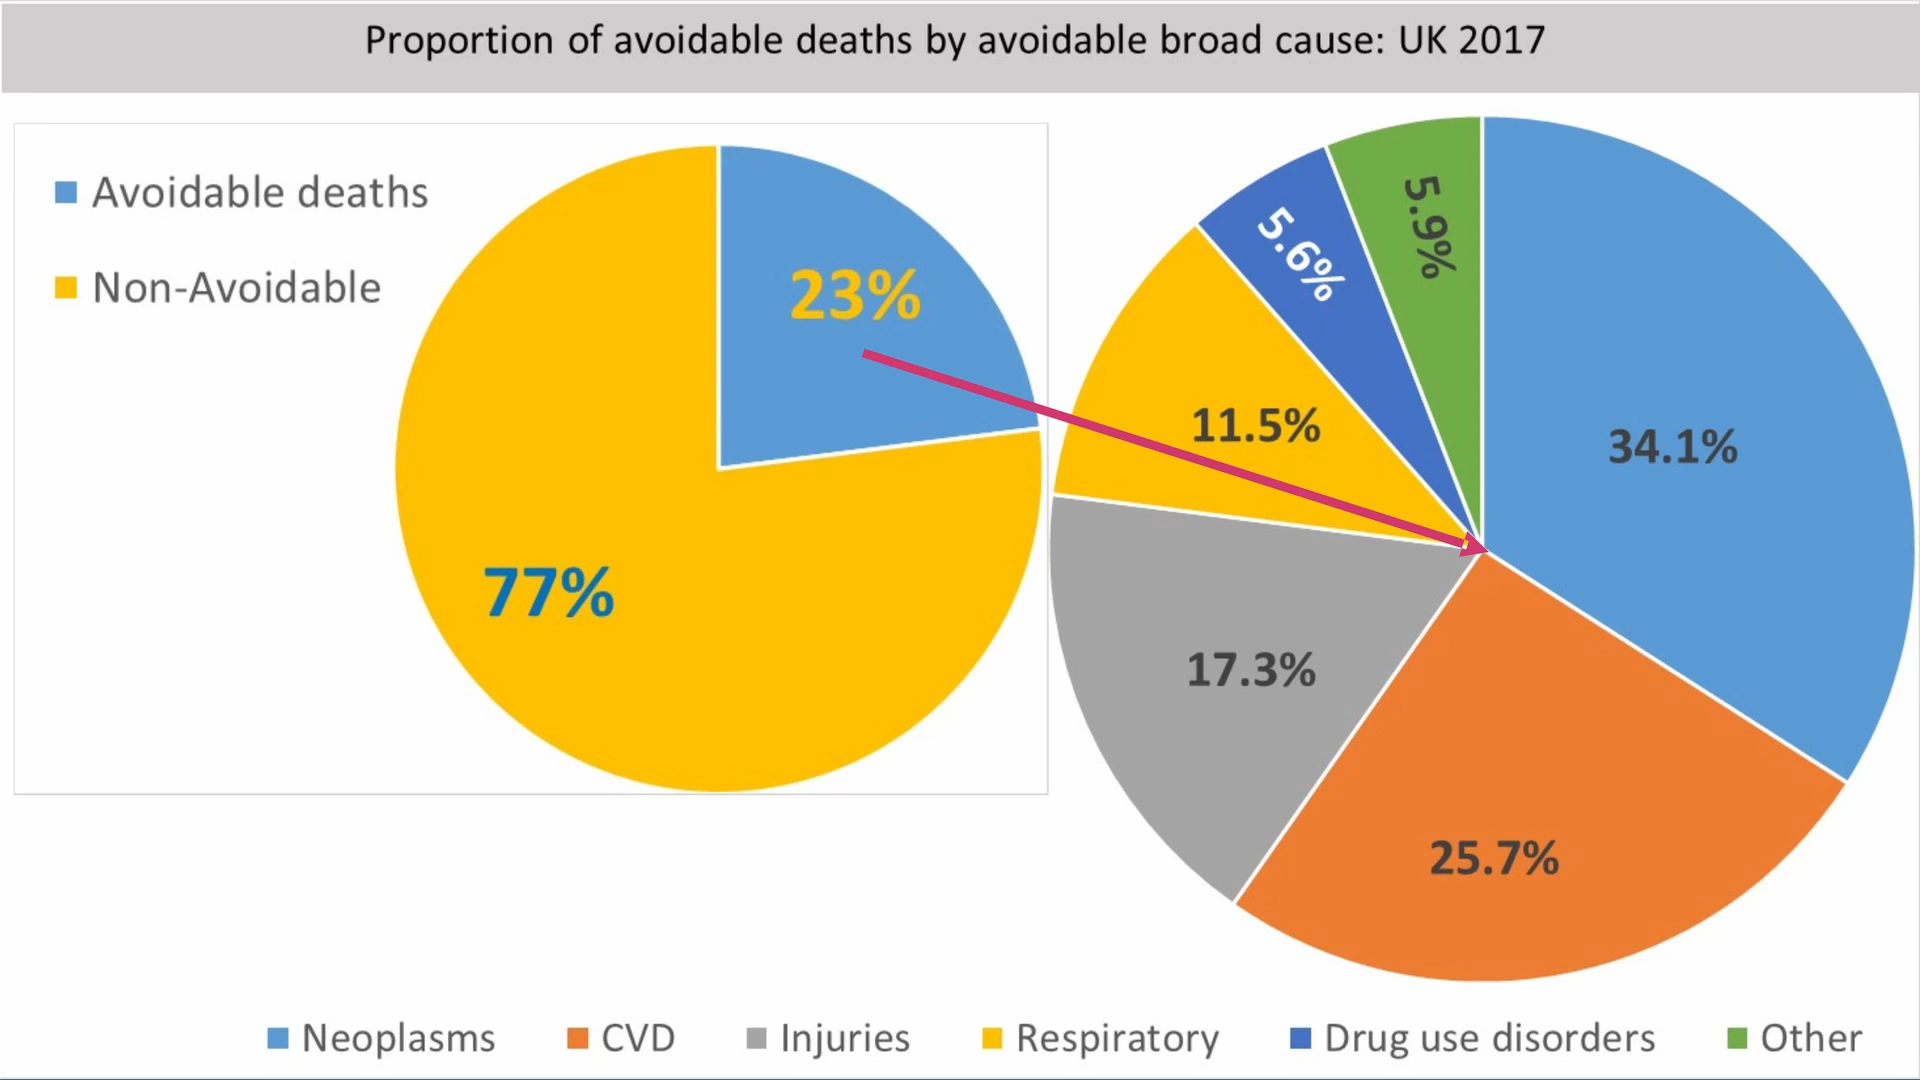 Proportion of avoidable deaths by avoidable broad cause: UK 2017
Avoidable deaths
Non-Avoidable
23%
77%
5.9%
5.6%
11.5%
34.1%
17.3%
25.7%
Neoplasms CVD Injuries Respiratory Drug use disorders Other